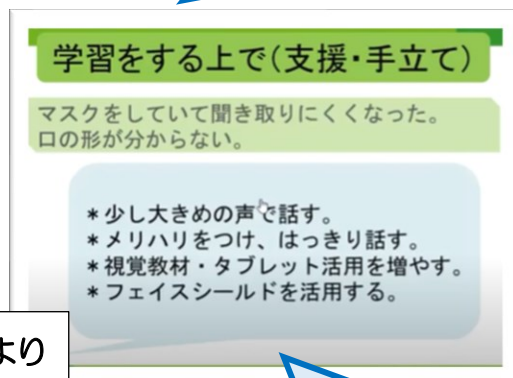 学習をする上で(支援・手立て)
マスクをしていて聞き取りにくくなった。
口の形が分からない。
*少し大きめの声で話す。
*メリハリをつけ、はっきり話す。
*視覚教材・タブレット活用を増やす。
*フェイスシールドを活用する。
より